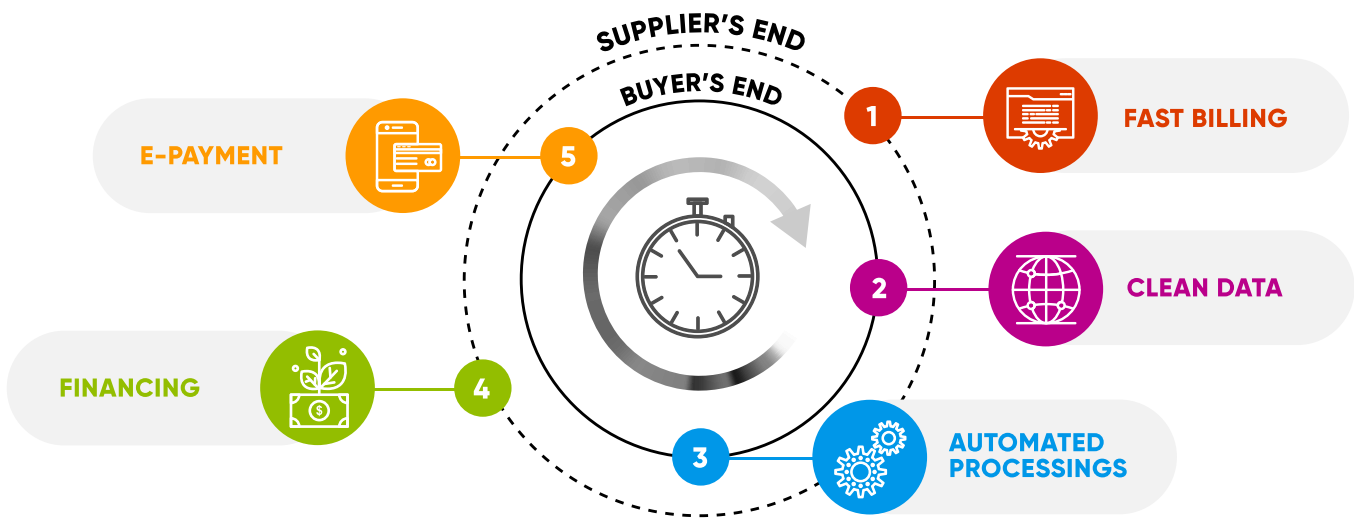 SUPPLIER'S END
BUYER'S END
1
FAST BILLING
2
CLEAN DATA
3
AUTOMATED
PROCESSINGS
4
FINANCING
$
5
E-PAYMENT